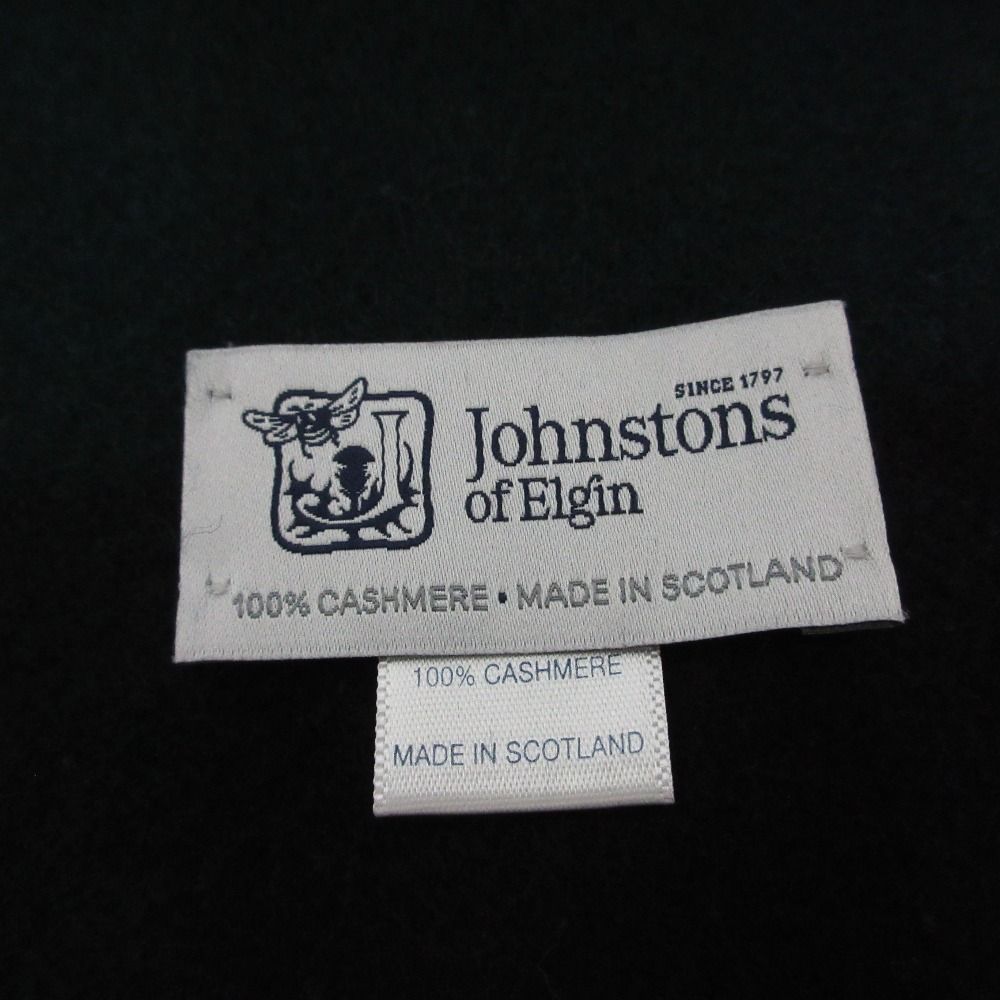 SINCE 1797
Johnstons
of Elgin
100% CASHMERE • MADE IN SCOTLAND
100% CASHMERE
MADE IN SCOTLAND